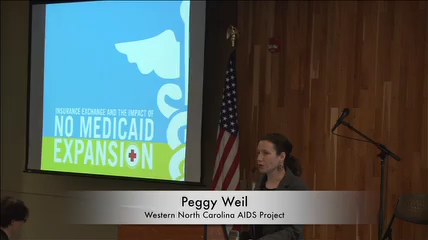 INSURANCE EXCHANGE AND THE IMPACT OF
NO MEDICAID
EXPANSION
Peggy Weil
Western North Carolina AIDS Project